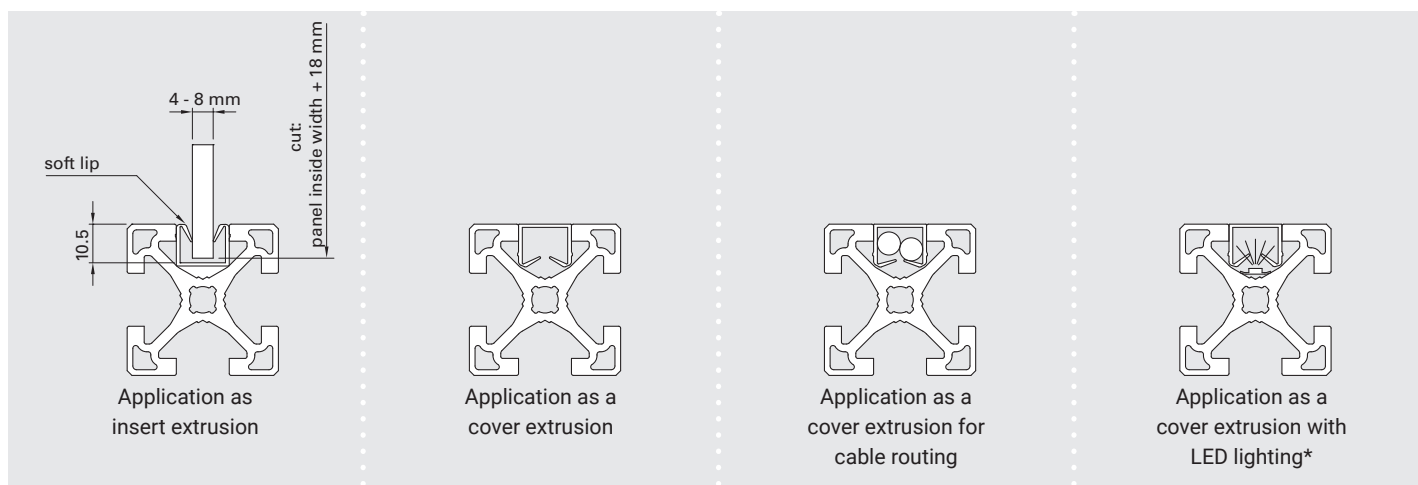 4 - 8 mm
cut:
panel inside width + 18 mm
soft lip
10.5
Application as
insert extrusion
Application as a
cover extrusion
Application as a
cover extrusion for
cable routing
Application as a
cover extrusion with
LED lighting*